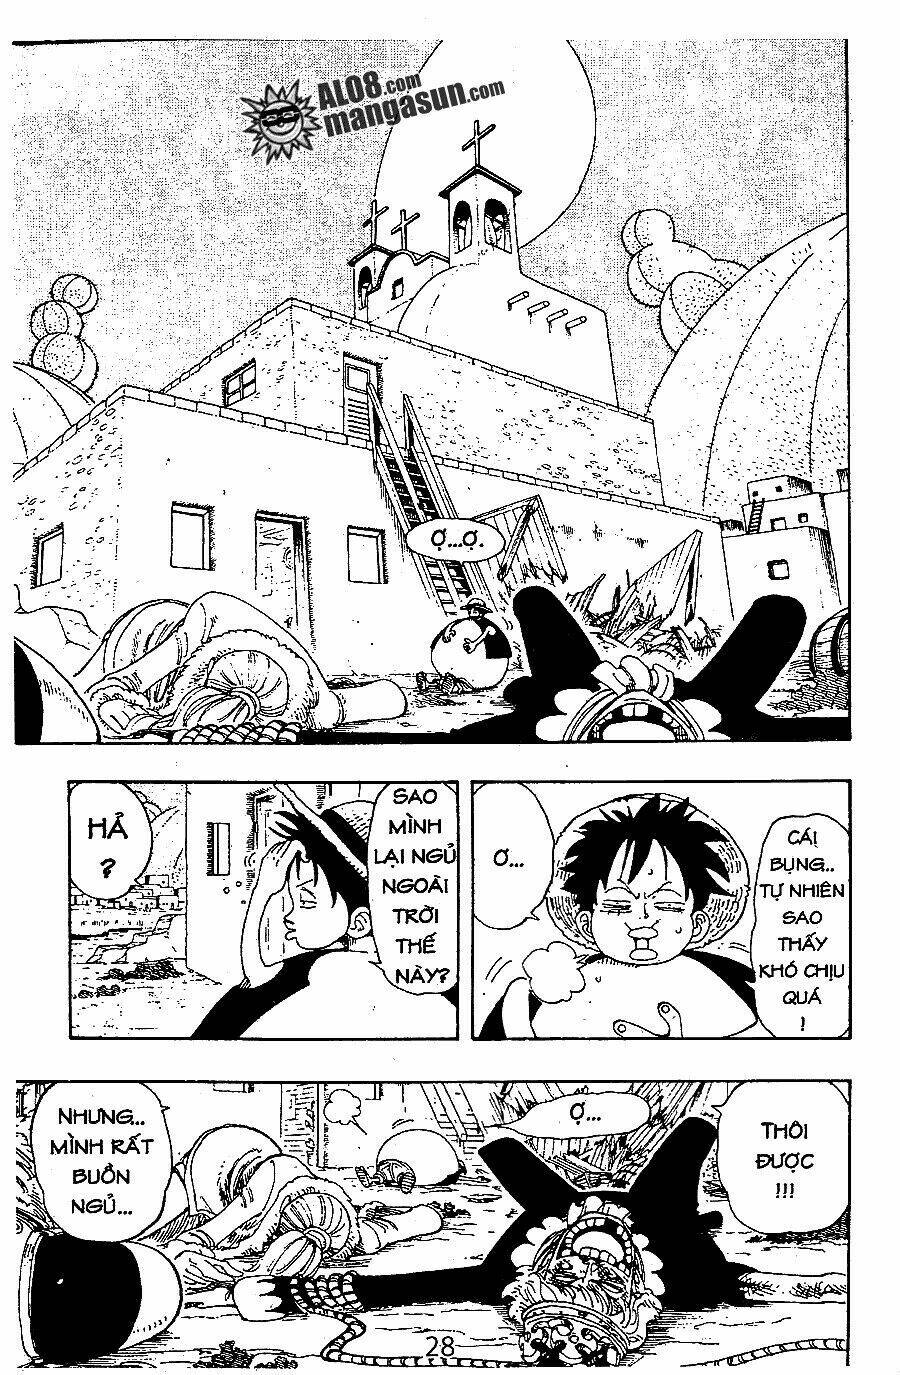 ALO8.com
mangasun.com
Ợ...Ợ.
CÁI
BỤNG..
TỰ NHIÊN
SAO
THẤY
KHÓ CHỊU
QUÁ
!
Ơ...
SAO
MÌNH
LẠI NGỦ
NGOÀI
TRỜI
THẾ
NÀY?
HẢ
?
THÔI
ĐƯỢC
!!!
Ợ...
NHƯNG...
MÌNH RẤT
BUỒN
NGỦ...
28